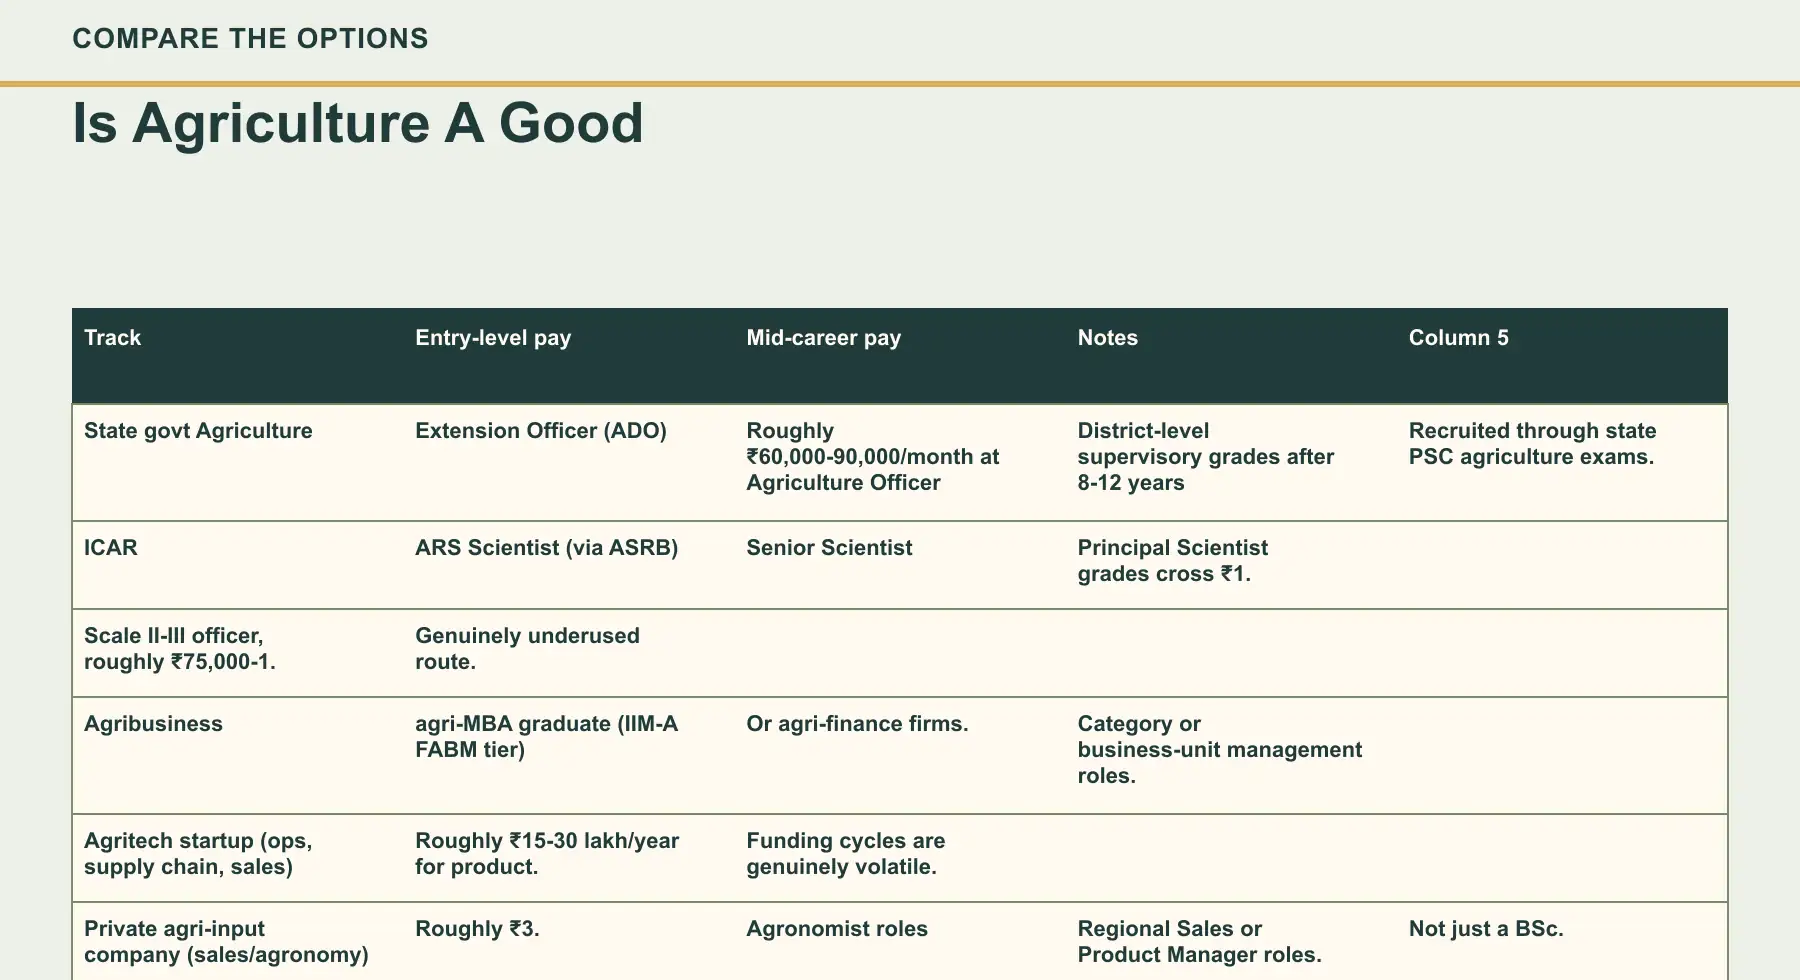 COMPARE THE OPTIONS
Is Agriculture A Good
Track
Entry-level pay
Mid-career pay
Notes
Column 5
State govt Agriculture
Extension Officer (ADO)
Roughly
₹60,000-90,000/month at
Agriculture Officer
District-level
supervisory grades after
8-12 years
Recruited through state
PSC agriculture exams.
ICAR
ARS Scientist (via ASRB)
Senior Scientist
Principal Scientist
grades cross ₹1.
Scale II-III officer,
roughly ₹75,000-1.
Genuinely underused
route.
Agribusiness
agri-MBA graduate (IIM-A
FABM tier)
Or agri-finance firms.
Category or
business-unit management
roles.
Agritech startup (ops,
supply chain, sales)
Roughly ₹15-30 lakh/year
for product.
Funding cycles are
genuinely volatile.
Private agri-input
company (sales/agronomy)
Roughly ₹3.
Agronomist roles
Regional Sales or
Product Manager roles.
Not just a BSc.